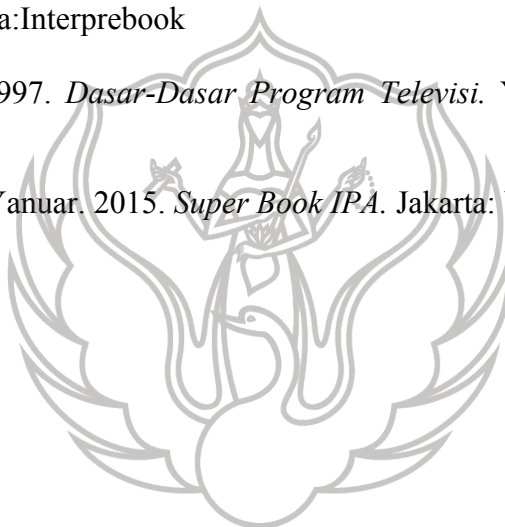 a:Interprebook
997. Dasar-Dasar Program Televisi.
Yanuar. 2015. Super Book IPA. Jakarta: